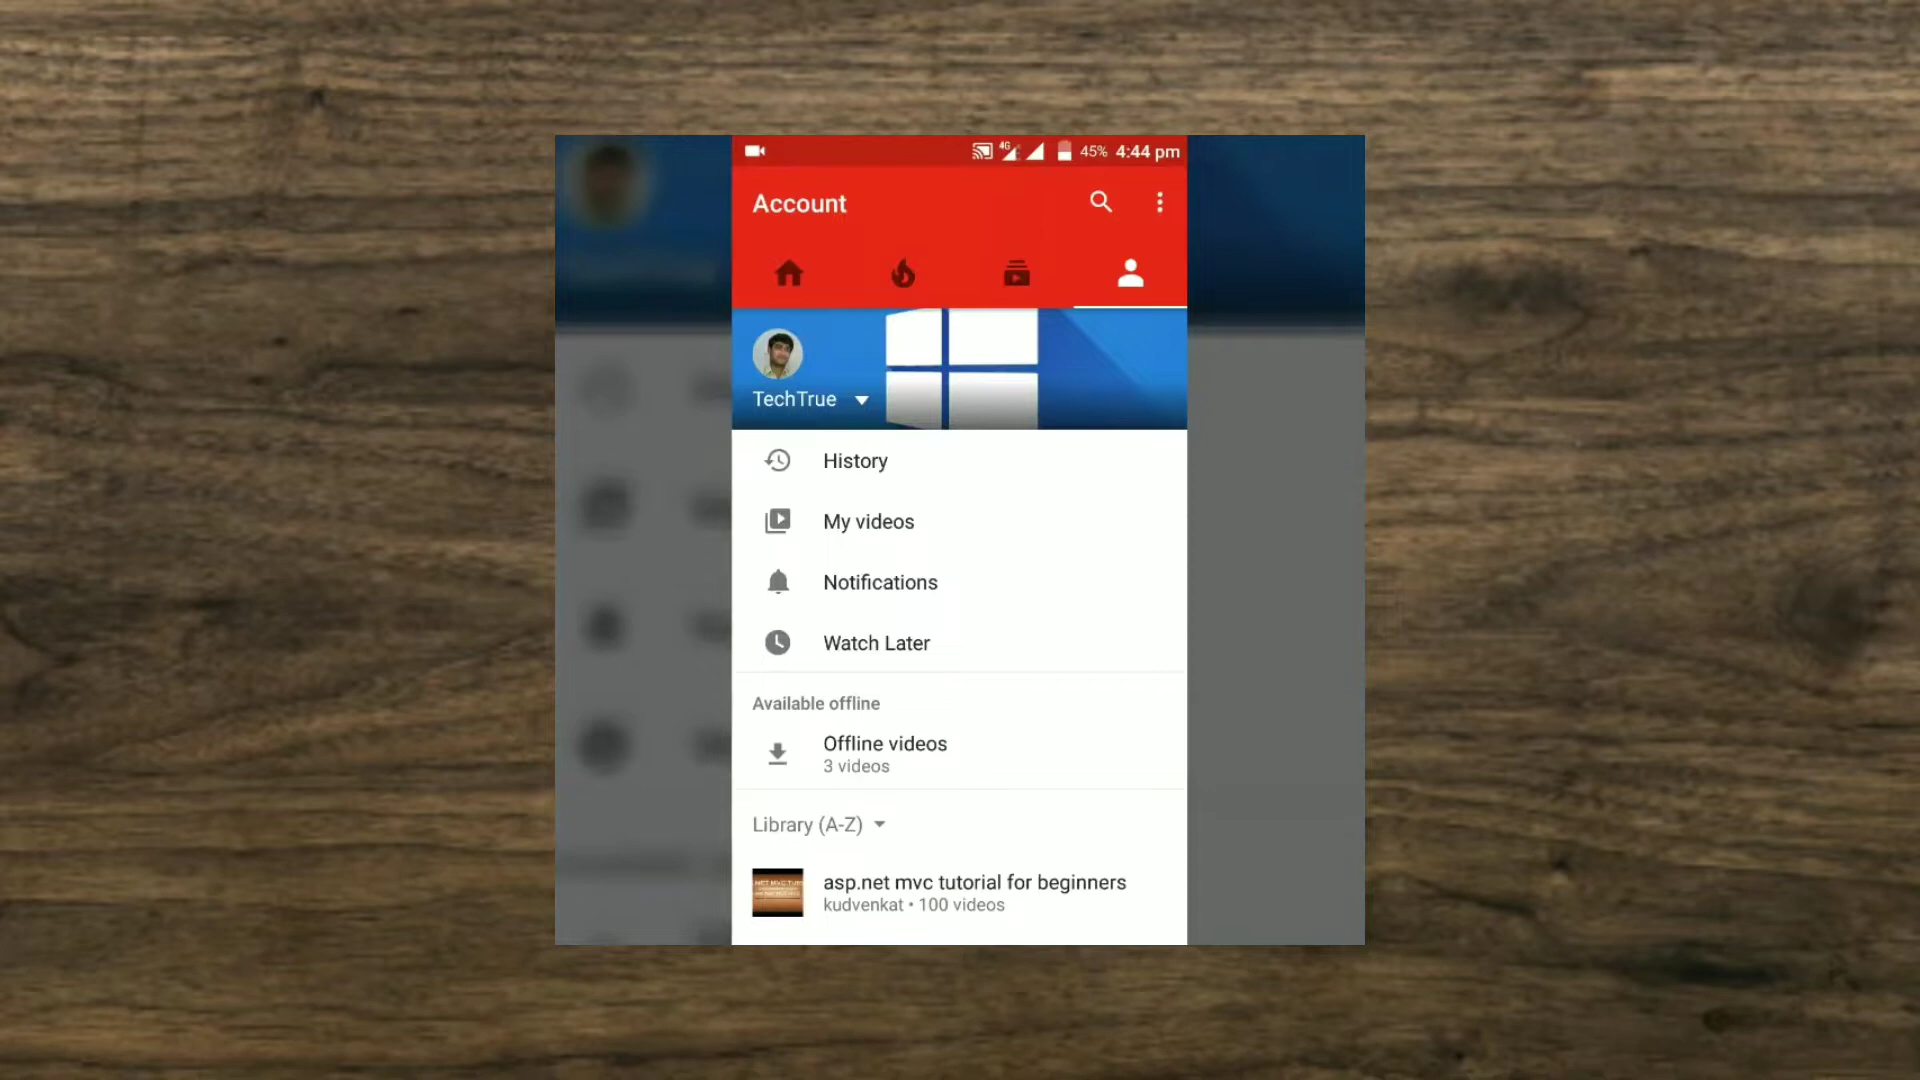 4G 45% 4:44 pm
Account
TechTrue
History
My videos
Notifications
Watch Later
Available offline
Offline videos
3 videos
Library (A-Z)
asp.net mvc tutorial for beginners
kudvenkat • 100 videos